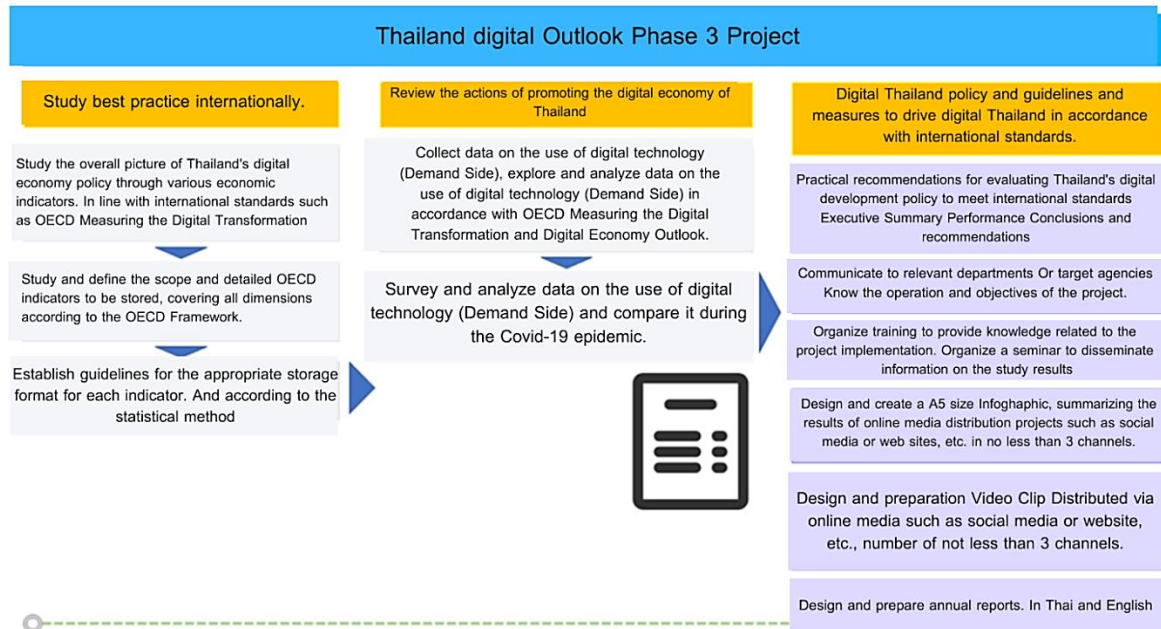 Thailand digital Outlook Phase 3 Project
Study best practice internationally.
Study the overall picture of Thailand's digital
economy policy through various economic
indicators. In line with international standards such
as OECD Measuring the Digital Transformation
Study and define the scope and detailed OECD
indicators to be stored, covering all dimensions
according to the OECD Framework.
Establish guidelines for the appropriate storage
format for each indicator. And according to the
statistical method
Review the actions of promoting the digital economy of
Thailand
Collect data on the use of digital technology
(Demand Side), explore and analyze data on the
use of digital technology (Demand Side) in
accordance with OECD Measuring the Digital
Transformation and Digital Economy Outlook.
Survey and analyze data on the use of digital
technology (Demand Side) and compare it during
the Covid-19 epidemic.
Digital Thailand policy and guidelines and
measures to drive digital Thailand in accordance
with international standards.
Practical recommendations for evaluating Thailand's digital
development policy to meet international standards
Executive Summary Performance Conclusions and
recommendations
Communicate to relevant departments Or target agencies
Know the operation and objectives of the project.
Organize training to provide knowledge related to the
project implementation. Organize a seminar to disseminate
information on the study results
Design and create a A5 size Infoghaphic, summarizing the
results of online media distribution projects such as social
media or web sites, etc. in no less than 3 channels.
Design and preparation Video Clip Distributed via
online media such as social media or website,
etc., number of not less than 3 channels.
Design and prepare annual reports. In Thai and English